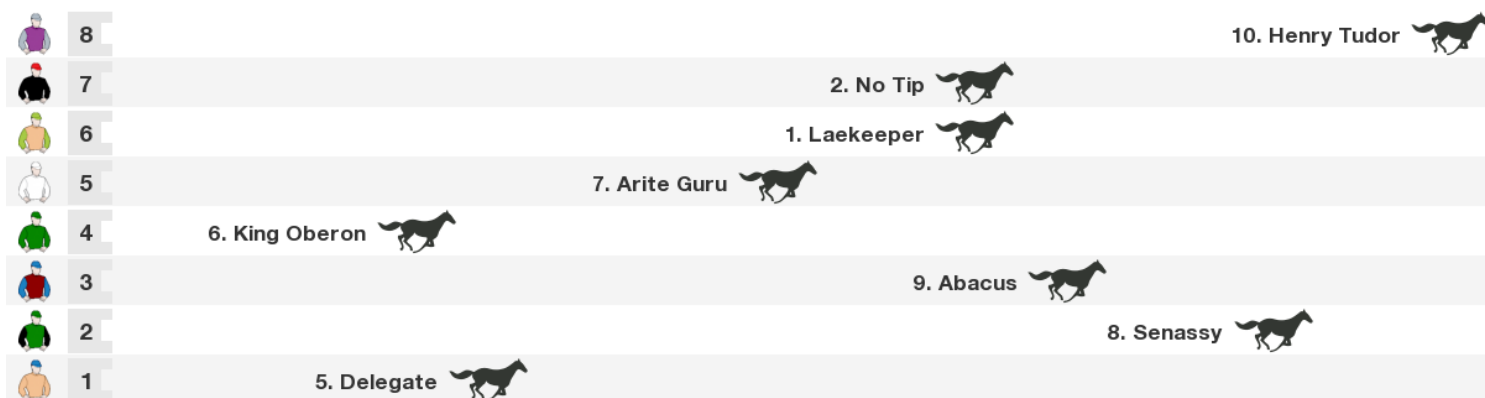 8 10. Henry Tudor
7 2. No Tip
6 1. Laekeeper
5 7. Arite Guru
4 6. King Oberon
3 9. Abacus
2 8. Senassy
1 5. Delegate